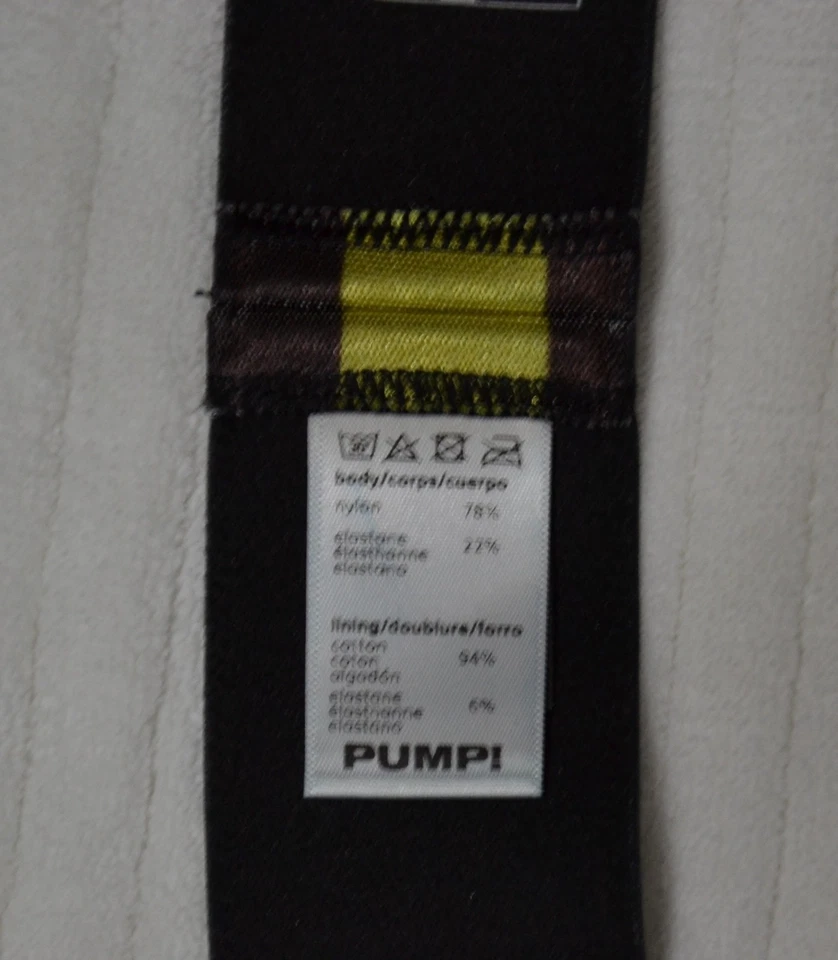 body/corps/cuerpo
nylon 78%
elastane
élasthanne 22%
elastano
lining/doublure/forro
cotton
coton 94%
algodón
elastane
élasthanne 6%
elastano
PUMP!